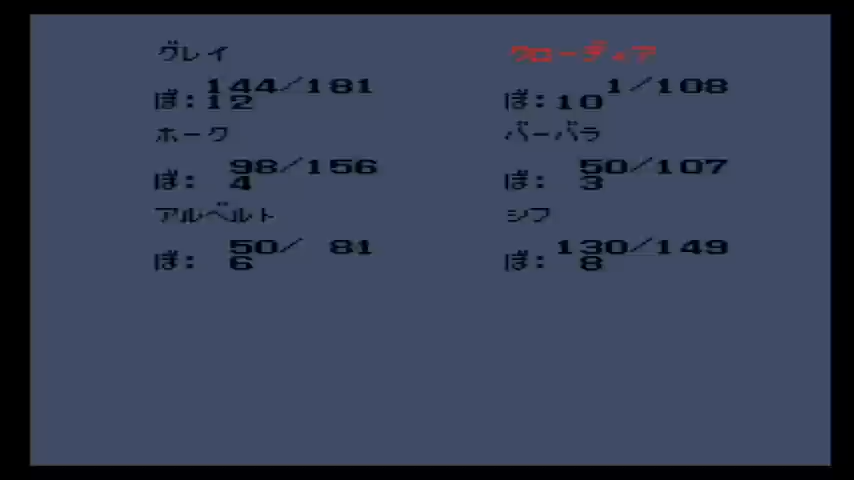 グレイ クローディア
144/181 1/108
ぼ:12 ぼ:10
ホーク バーバラ
98/156 50/107
ぼ: 4 ぼ: 3
アルベルト シフ
50/ 81 130/149
ぼ: 6 ぼ: 8